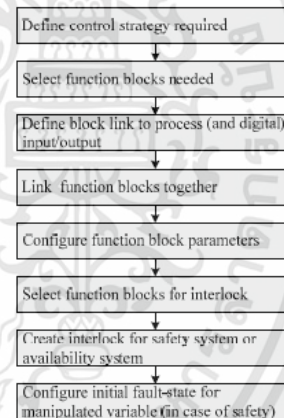 Define control strategy required
Select function blocks needed
Define block link to process (and digital)
input/output
Link function blocks together
Configure function block parameters
Select function blocks for interlock
Create interlock for safety system or
availability system
Configure initial fault-state for
manipulated variable (in case of safety)